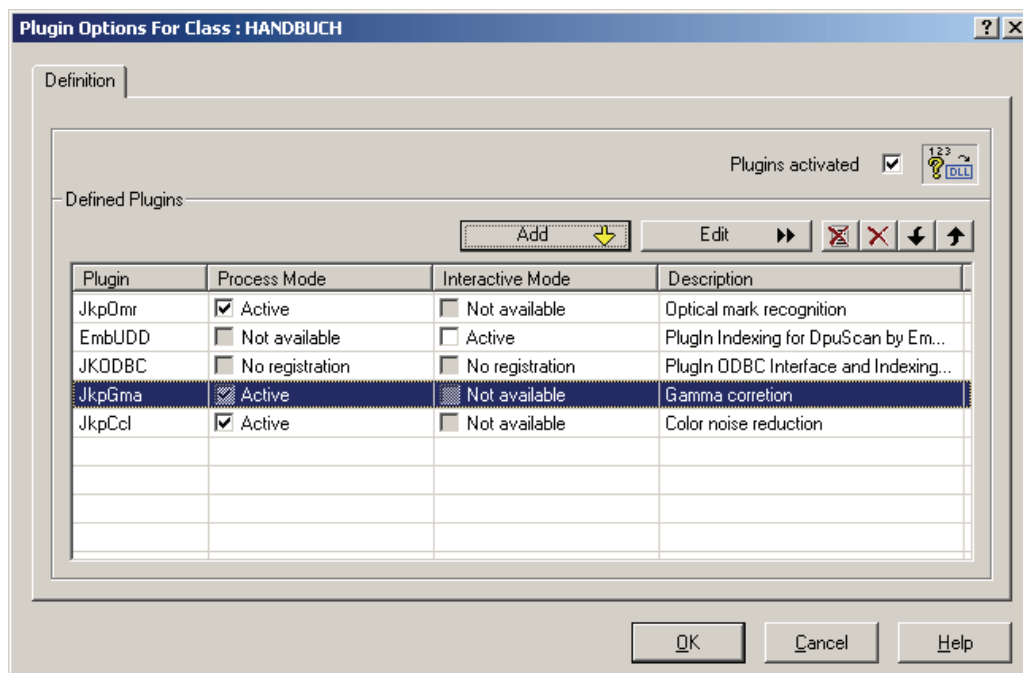 Plugin Options For Class : HANDBUCH
Definition
Plugins activated
123
DLL
Defined Plugins
Add Edit
Plugin Process Mode Interactive Mode Description
JkpOmr Active Not available Optical mark recognition
EmbUDD Not available Active PlugIn Indexing for DpuScan by Em...
JKODBC No registration No registration PlugIn ODBC Interface and Indexing...
JkpGma Active Not available Gamma corretion
JkpCcl Active Not available Color noise reduction
OK Cancel Help